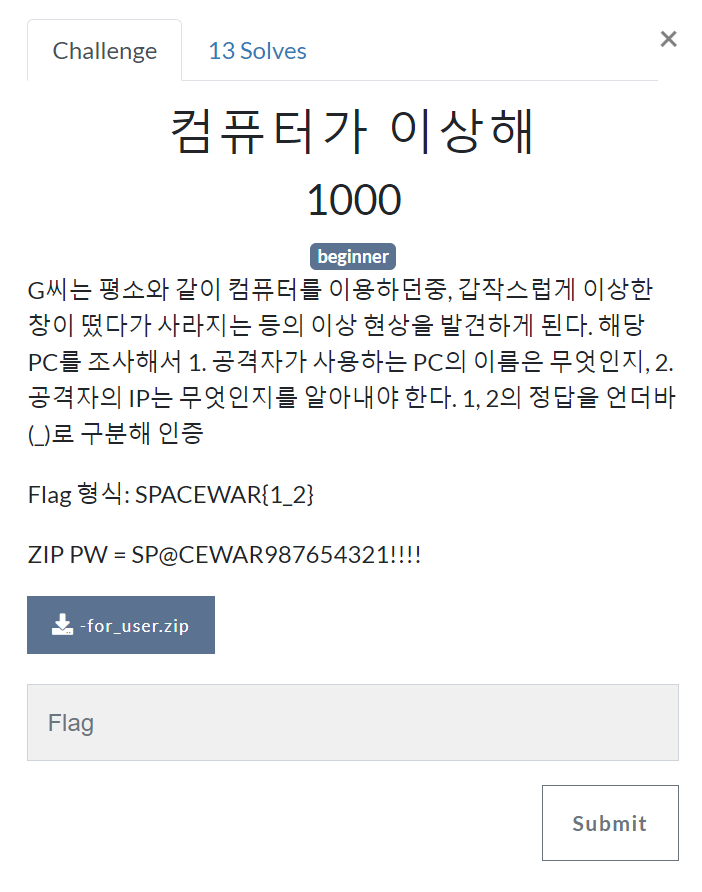 Challenge
13 Solves
×
컴퓨터가 이상해
1000
beginner
G씨는 평소와 같이 컴퓨터를 이용하던중, 갑작스럽게 이상한
창이 떴다가 사라지는 등의 이상 현상을 발견하게 된다. 해당
PC를 조사해서 1. 공격자가 사용하는 PC의 이름은 무엇인지, 2.
공격자의 IP는 무엇인지를 알아내야 한다. 1, 2의 정답을 언더바
(_)로 구분해 인증
Flag 형식: SPACEWAR{1_2}
ZIP PW = SP@CEWAR987654321!!!!
-for_user.zip
Flag
Submit